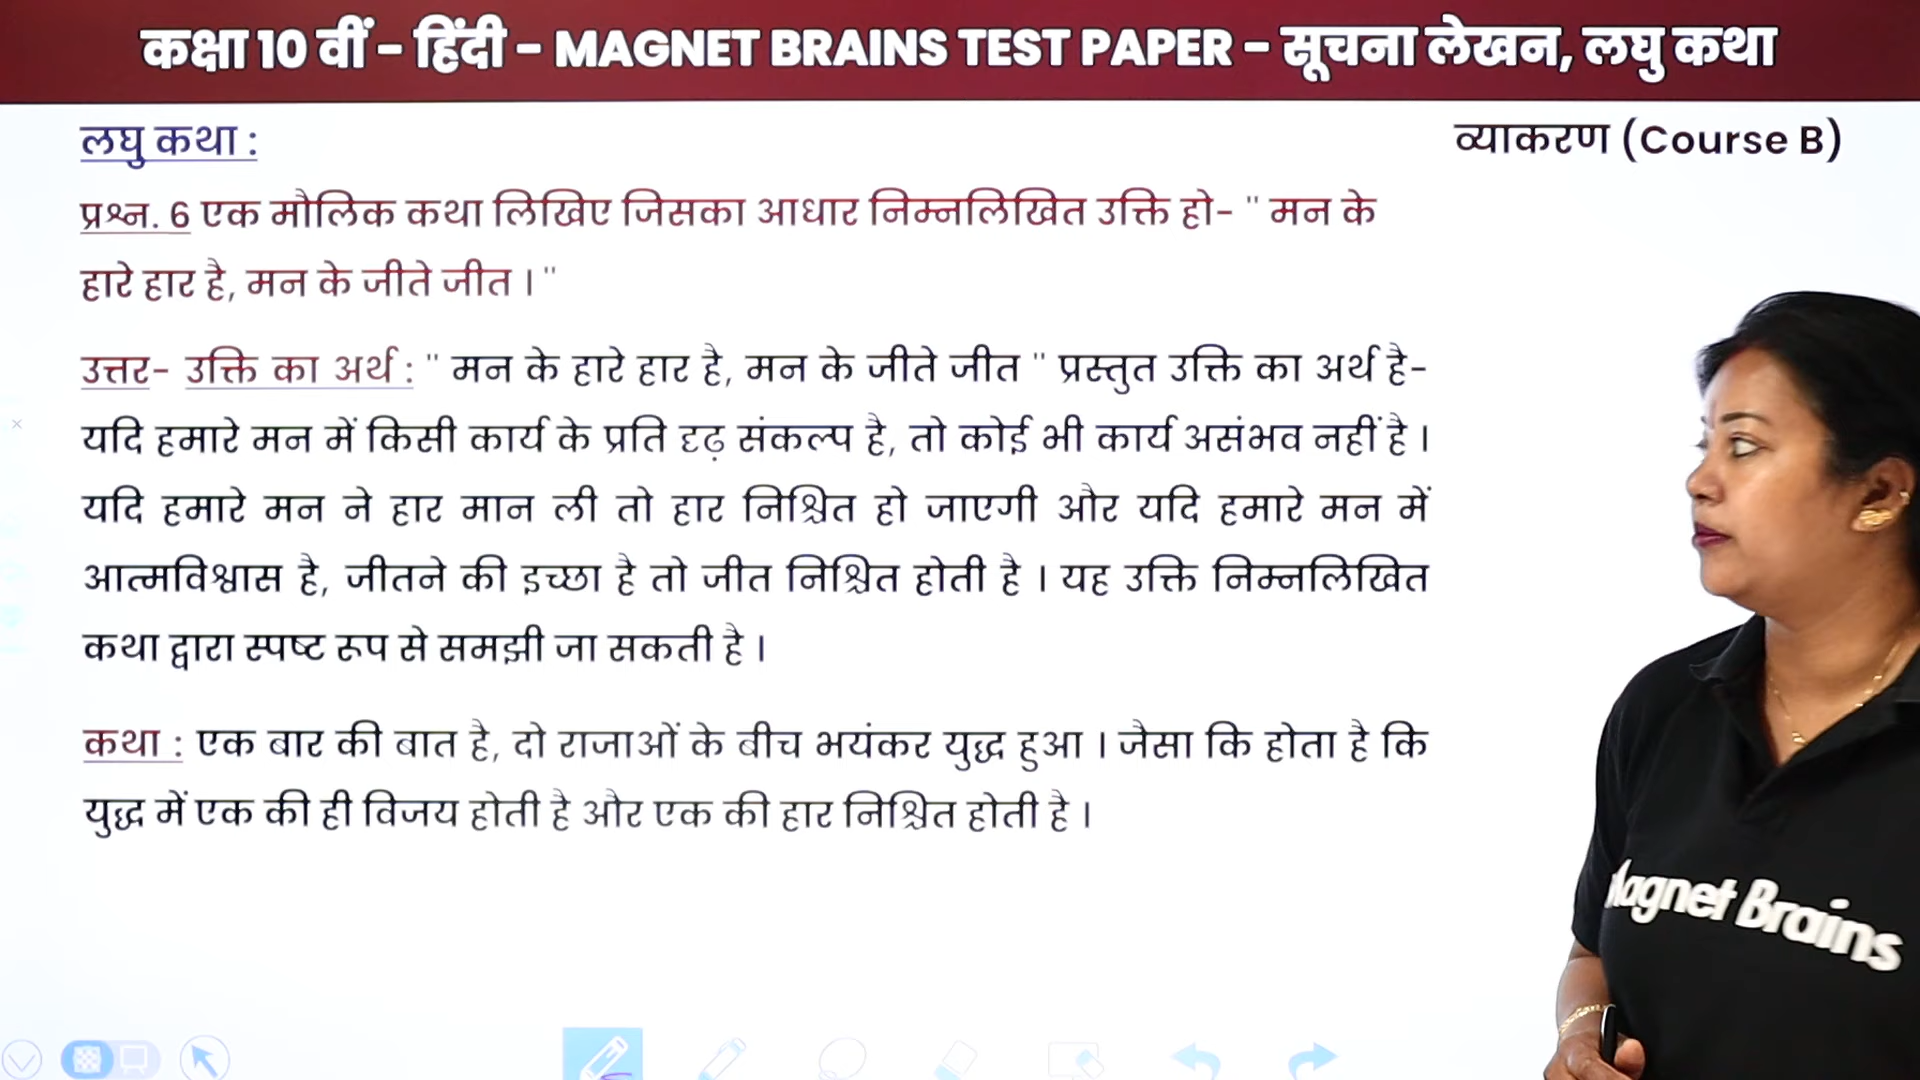 कक्षा 10 वीं - हिंदी - MAGNET BRAINS TEST PAPER - सूचना लेखन, लघु कथा
लघु कथा :
व्याकरण (Course B)
प्रश्न. 6 एक मौलिक कथा लिखिए जिसका आधार निम्नलिखित उक्ति हो- " मन के
हारे हार है, मन के जीते जीत । "
उत्तर- उक्ति का अर्थ : " मन के हारे हार है, मन के जीते जीत " प्रस्तुत उक्ति का अर्थ है-
यदि हमारे मन में किसी कार्य के प्रति दृढ़ संकल्प है, तो कोई भी कार्य असंभव नहीं है ।
यदि हमारे मन ने हार मान ली तो हार निश्चित हो जाएगी और यदि हमारे मन में
आत्मविश्वास है, जीतने की इच्छा है तो जीत निश्चित होती है । यह उक्ति निम्नलिखित
कथा द्वारा स्पष्ट रूप से समझी जा सकती है ।
कथा : एक बार की बात है, दो राजाओं के बीच भयंकर युद्ध हुआ । जैसा कि होता है कि
युद्ध में एक की ही विजय होती है और एक की हार निश्चित होती है ।
Magnet Brains